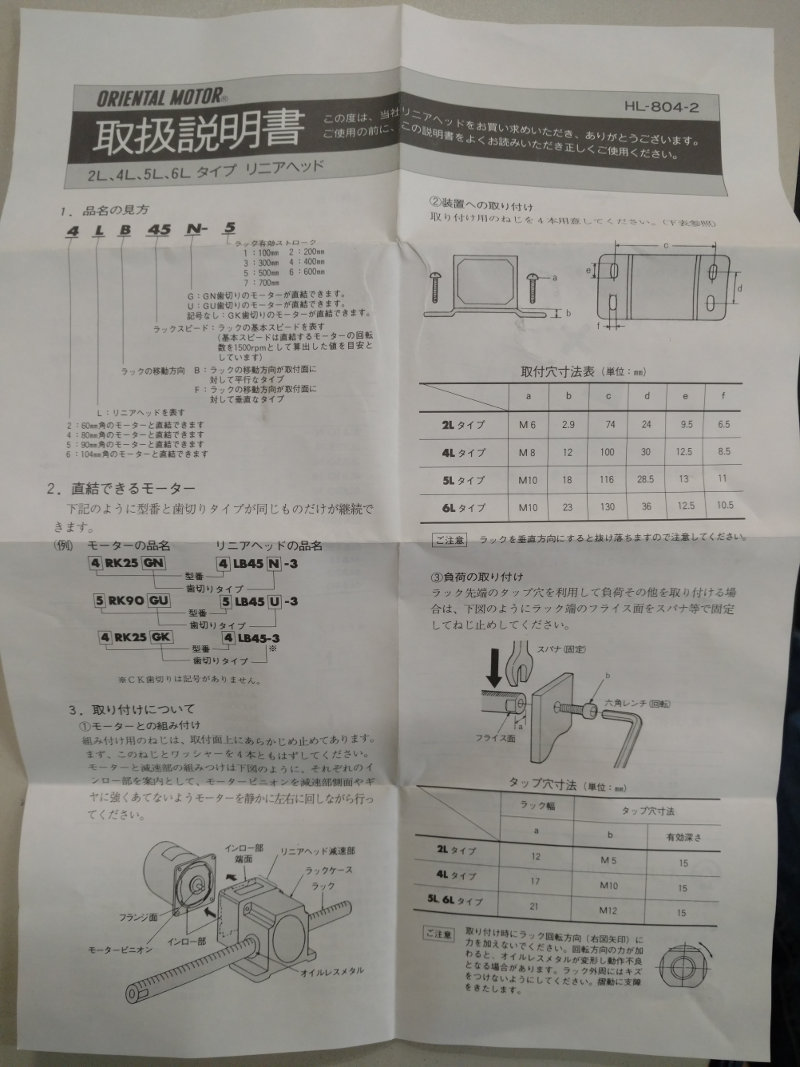 ORIENTAL MOTOR®
HL-804-2
取扱説明書
この度は、当社リニアヘッドをお買い求めいただき、ありがとうございます。
ご使用の前に、この説明書をよくお読みいただき正しくご使用ください。
2L、4L、5L、6L タイプ リニアヘッド
1．品名の見方
4 L B 45 N- 5
ラック有効ストローク
1：100mm 2：200mm
3：300mm 4：400mm
5：500mm 6：600mm
7：700mm
G：GN歯切りのモーターが直結できます。
U：GU歯切りのモーターが直結できます。
記号なし：GK歯切りのモーターが直結できます。
ラックスピード：ラックの基本スピードを表す
（基本スピードは直結するモーターの回転
数を1500rpmとして算出した値を目安と
しています）
ラックの移動方向 B：ラックの移動方向が取付面に
対して平行なタイプ
F：ラックの移動方向が取付面に
対して垂直なタイプ
L：リニアヘッドを表す
2：60mm角のモーターと直結できます
4：80mm角のモーターと直結できます
5：90mm角のモーターと直結できます
6：104mm角のモーターと直結できます
2．直結できるモーター
下記のように型番と歯切りタイプが同じものだけが継続で
きます。
(例) モーターの品名 リニアヘッドの品名
4 RK25 GN 4 LB45 N -3
型番
歯切りタイプ
5 RK90 GU 5 LB45 U -3
型番
歯切りタイプ
4 RK25 GK 4 LB45-3
型番 ※
歯切りタイプ
※CK歯切りは記号がありません。
3．取り付けについて
①モーターとの組み付け
組み付け用のねじは、取付面上にあらかじめ止めてあります。
まず、このねじとワッシャーを4本ともはずしてください。
モーターと減速部の組みつけは下図のように、それぞれのイ
ンロー部を案内として、モーターピニオンを減速部側面やギ
ヤに強くあてないようモーターを静かに左右に回しながら行っ
てください。
インロー部
端面
リニアヘッド減速部
ラックケース
ラック
フランジ面
モーターピニオン
インロー部
オイルレスメタル
②装置への取り付け
取り付け用のねじを4本用意してください。（下表参照）
a
b
c
d
e
f
取付穴寸法表（単位：mm）
a b c d e f
2L タイプ M6 2.9 74 24 9.5 6.5
4L タイプ M8 12 100 30 12.5 8.5
5L タイプ M10 18 116 28.5 13 11
6L タイプ M10 23 130 36 12.5 10.5
ご注意 ラックを垂直方向にすると抜け落ちますので注意してください。
③負荷の取り付け
ラック先端のタップ穴を利用して負荷その他を取り付ける場
合は、下図のようにラック端のフライス面をスパナ等で固定
してねじ止めしてください。
スパナ(固定)
b
六角レンチ(回転)
フライス面
a
タップ穴寸法（単位：mm）
ラック幅 タップ穴寸法
a b 有効深さ
2L タイプ 12 M5 15
4L タイプ 17 M10 15
5L 6L タイプ 21 M12 15
ご注意
取り付け時にラック回転方向（右図矢印）に
力を加えないでください。回転方向の力が加
わると、オイルレスメタルが変形し動作不良
となる場合があります。ラック外周にはキズ
をつけないようにしてください。摺動に支障
をきたします。